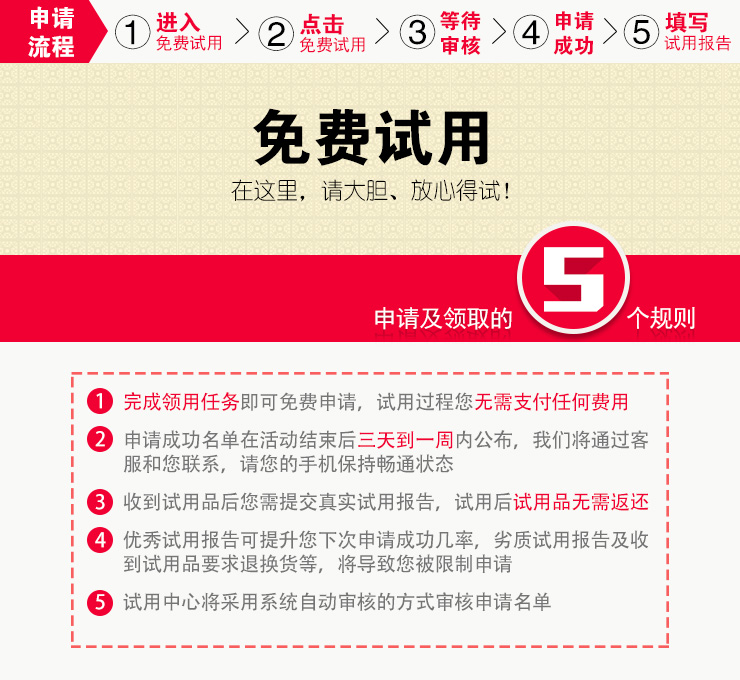 申请
流程
① 进入
免费试用
② 点击
免费试用
③ 等待
审核
④ 申请
成功
⑤ 填写
试用报告
免费试用
在这里，请大胆、放心得试！
申请及领取的 5 个规则
1 完成领用任务即可免费申请，试用过程您无需支付任何费用
2 申请成功名单在活动结束后三天到一周内公布，我们将通过客
服和您联系，请您的手机保持畅通状态
3 收到试用品后您需提交真实试用报告，试用后试用品无需返还
4 优秀试用报告可提升您下次申请成功几率，劣质试用报告及收
到试用品要求退换货等，将导致您被限制申请
5 试用中心将采用系统自动审核的方式审核申请名单